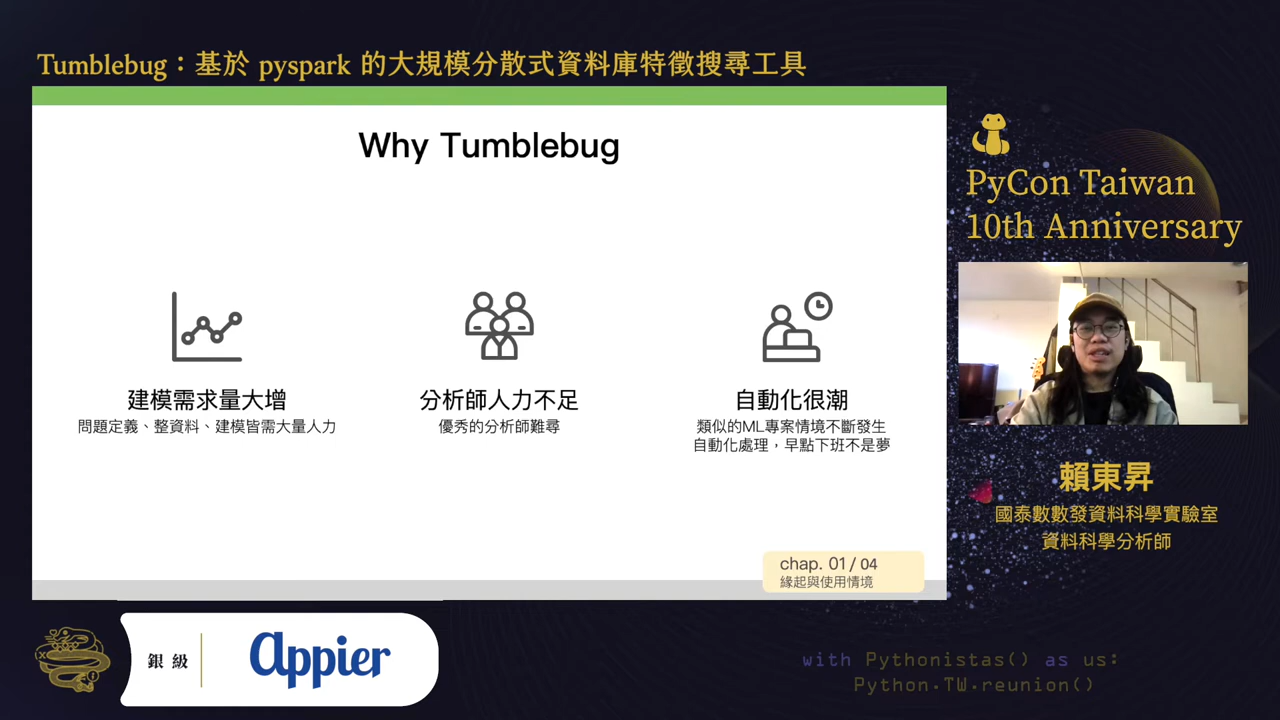 Tumblebug：基於 pyspark 的大規模分散式資料庫特徵搜尋工具
Why Tumblebug
建模需求量大增
問題定義、整資料、建模皆需大量人力
分析師人力不足
優秀的分析師難尋
自動化很潮
類似的ML專案情境不斷發生
自動化處理，早點下班不是夢
chap. 01 / 04
緣起與使用情境
PyCon Taiwan
10th Anniversary
賴東昇
國泰數數發資料科學實驗室
資料科學分析師
銀級
Appier
with Pythonistas() as us:
Python.TW.reunion()